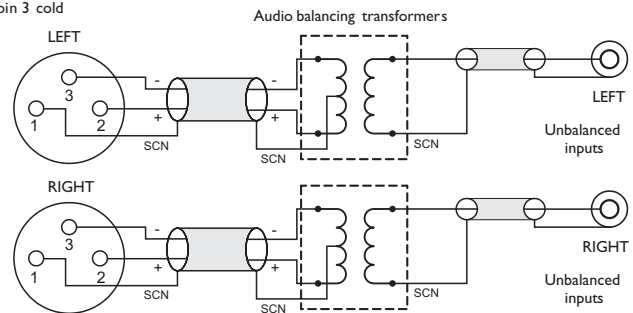 pin 3 cold
Audio balancing transformers
LEFT
3
1
2
-
+
SCN
-
+
SCN
SCN
LEFT
Unbalanced
inputs
RIGHT
3
1
2
-
+
SCN
-
+
SCN
SCN
RIGHT
Unbalanced
inputs